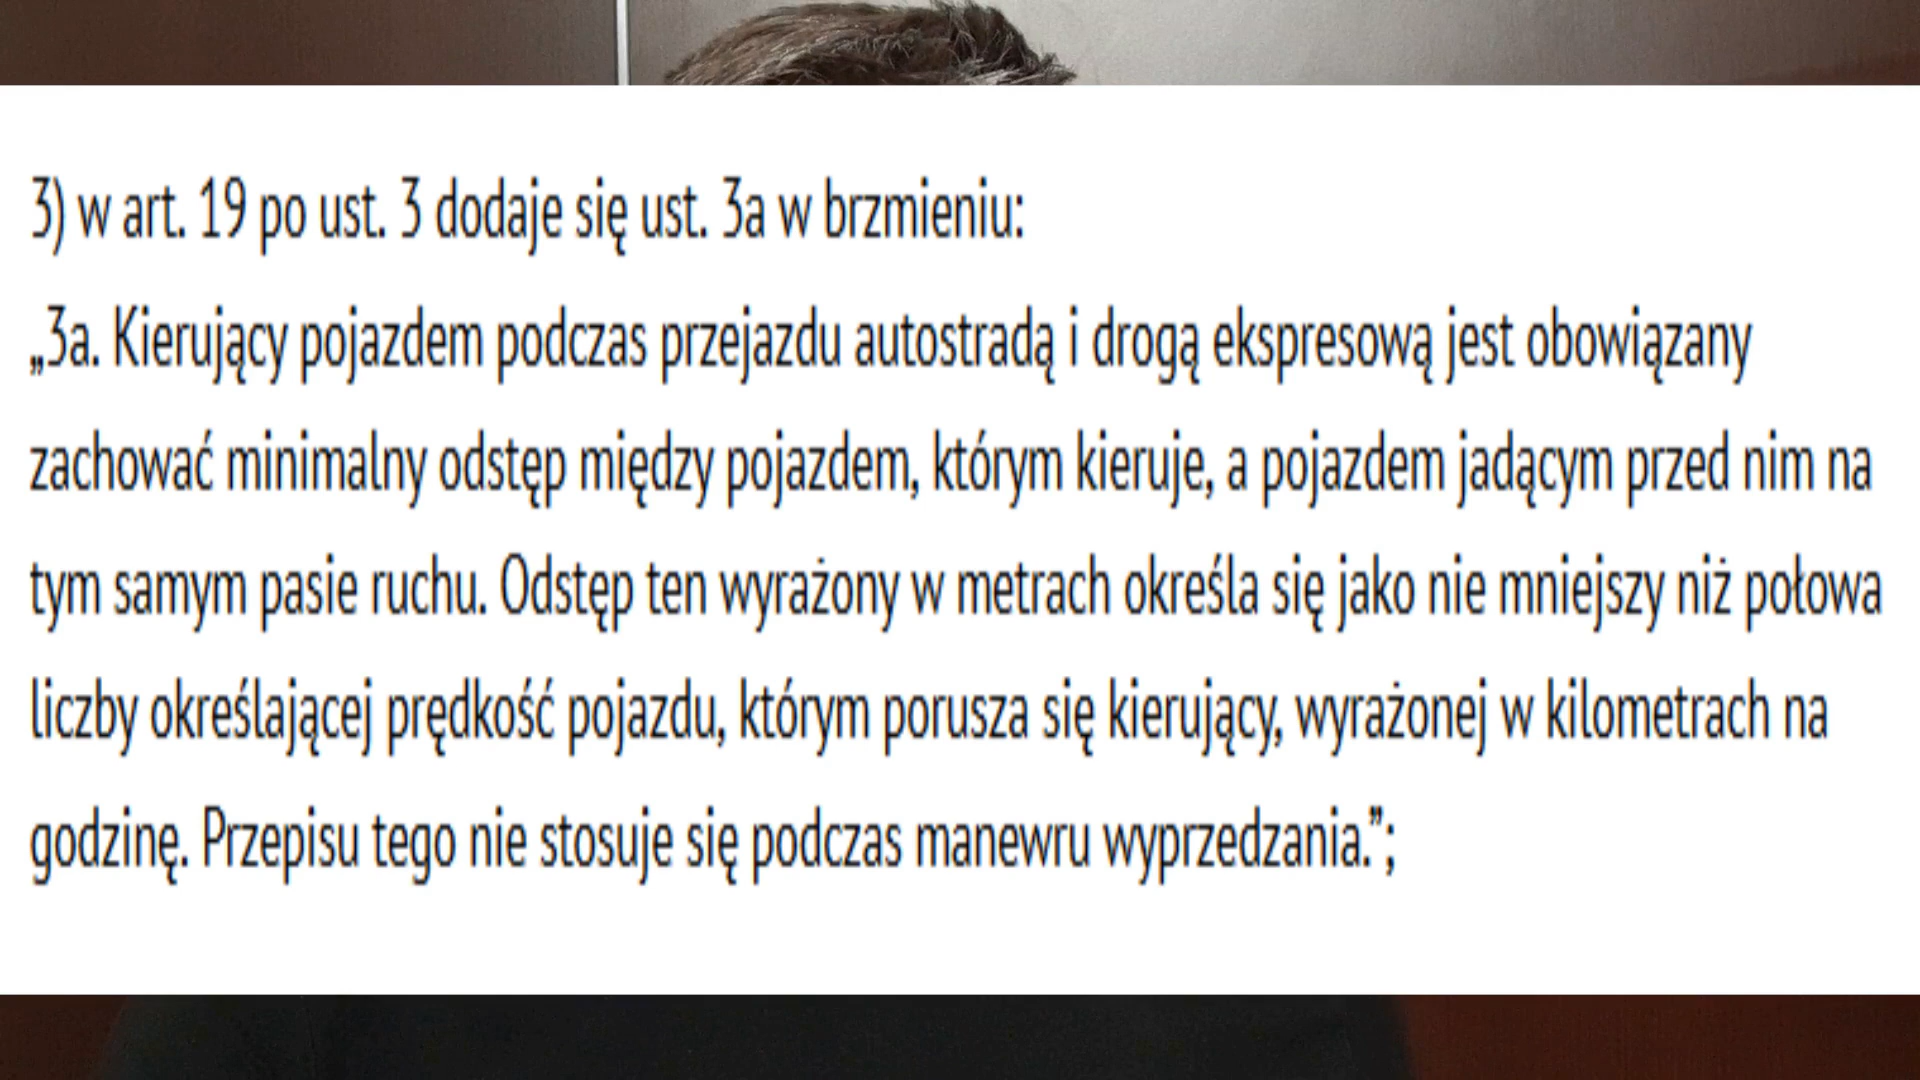 3) w art. 19 po ust. 3 dodaje się ust. 3a w brzmieniu:
„3a. Kierujący pojazdem podczas przejazdu autostradą i drogą ekspresową jest obowiązany
zachować minimalny odstęp między pojazdem, którym kieruje, a pojazdem jadącym przed nim na
tym samym pasie ruchu. Odstęp ten wyrażony w metrach określa się jako nie mniejszy niż połowa
liczby określającej prędkość pojazdu, którym porusza się kierujący, wyrażonej w kilometrach na
godzinę. Przepisu tego nie stosuje się podczas manewru wyprzedzania.”;